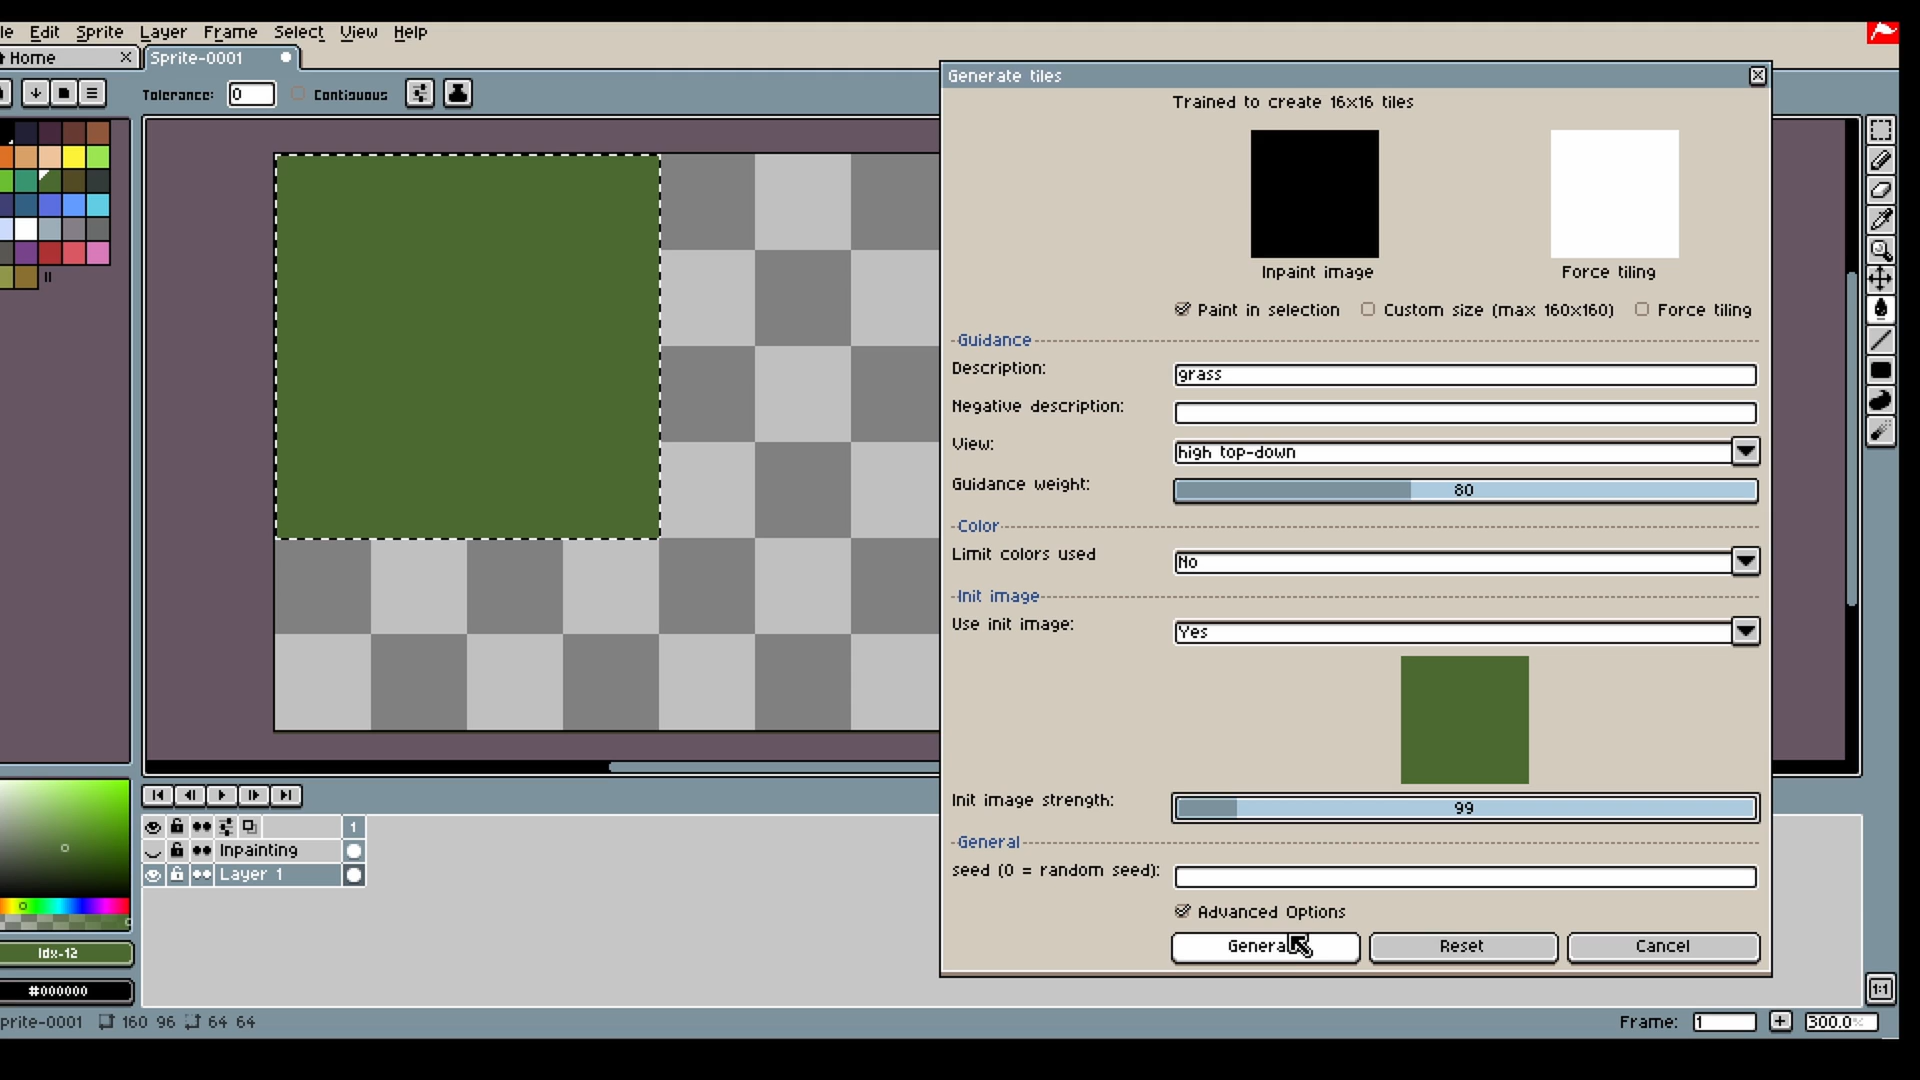 le Edit Sprite Layer Frame Select View Help
Home
Sprite-0001
Tolerance: 0 Contiguous
Generate tiles
Trained to create 16x16 tiles
Inpaint image Force tiling
Paint in selection Custom size (max 160x160) Force tiling
Guidance
Description: grass
Negative description:
View: high top-down
Guidance weight: 80
Color
Limit colors used No
Init image
Use init image: Yes
Init image strength: 99
General
seed (0 = random seed):
Advanced Options
Genera Reset Cancel
1
Inpainting
Layer 1
Idx-12
#000000
prite-0001 160 96 64 64
Frame: 1 300.0%
1:1